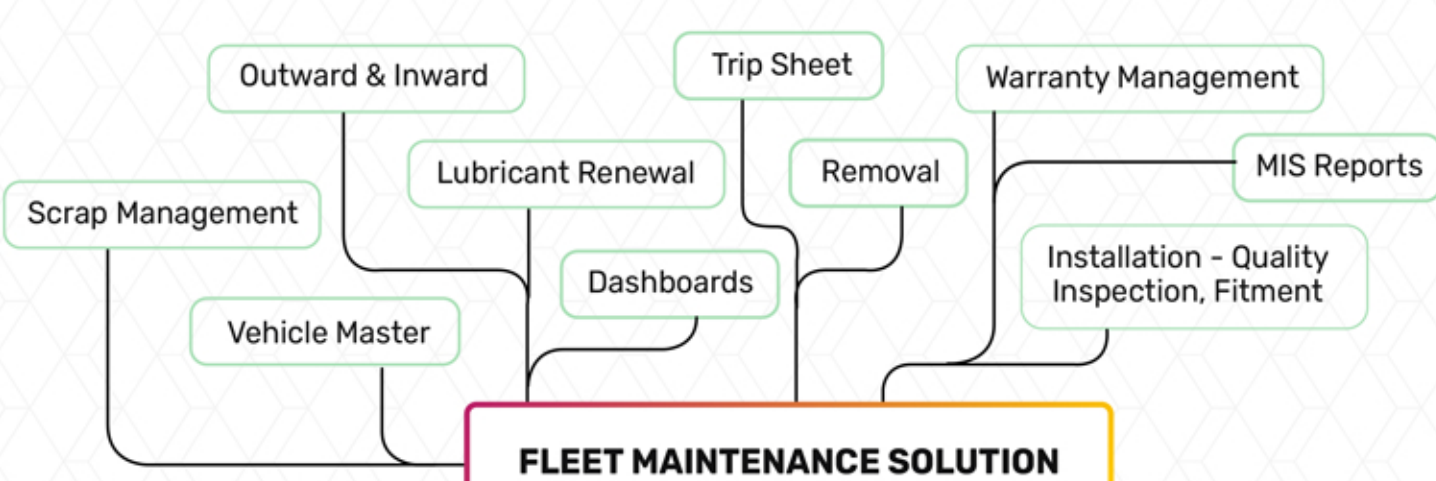 Outward & Inward
Trip Sheet
Warranty Management
Lubricant Renewal
Removal
MIS Reports
Scrap Management
Installation - Quality
Inspection, Fitment
Dashboards
Vehicle Master
FLEET MAINTENANCE SOLUTION